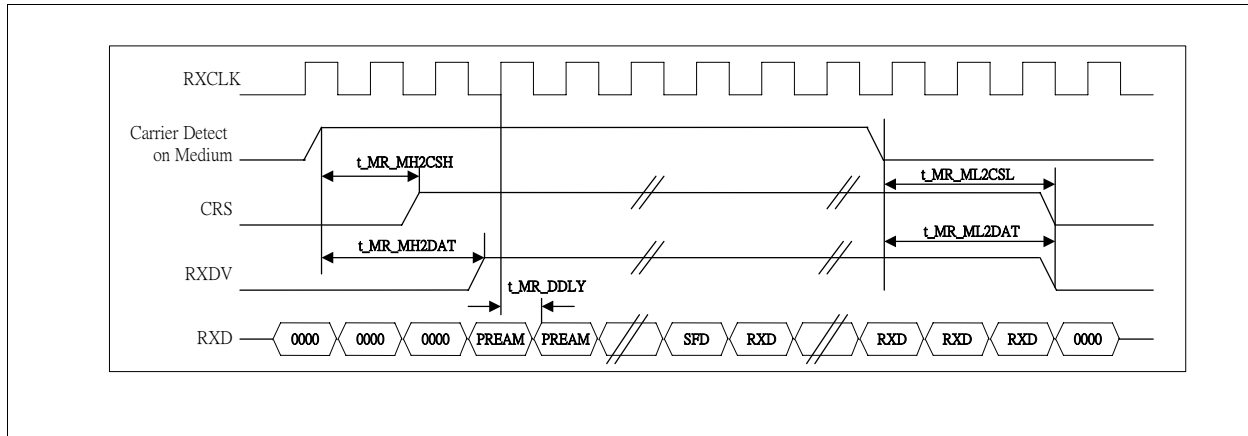 RXCLK
Carrier Detect
on Medium
t_MR_MH2CSH
t_MR_ML2CSL
CRS
t_MR_MH2DAT
t_MR_ML2DAT
RXDV
t_MR_DDLY
RXD 0000 0000 0000 PREAM PREAM SFD RXD RXD RXD RXD 0000